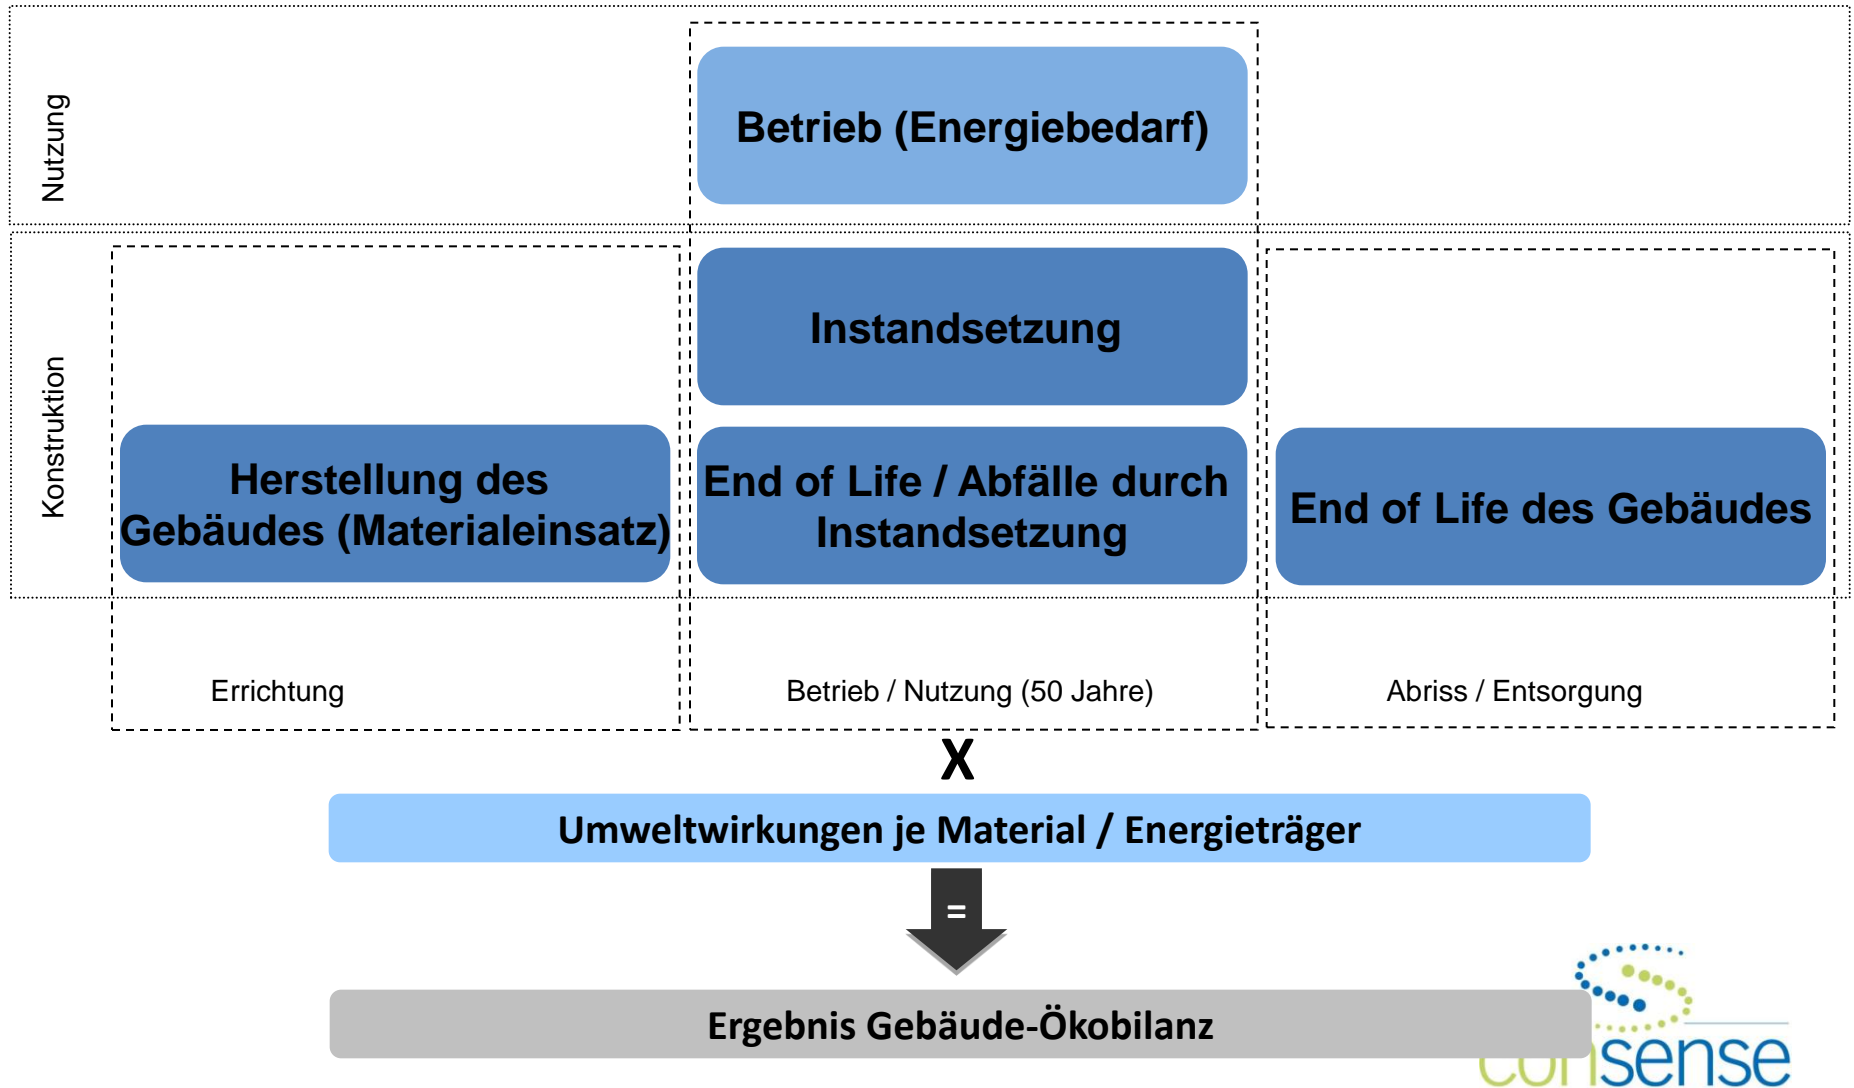 Nutzung
Betrieb (Energiebedarf)
Konstruktion
Instandsetzung
Herstellung des
Gebäudes (Materialeinsatz)
End of Life / Abfälle durch
Instandsetzung
End of Life des Gebäudes
Errichtung
Betrieb / Nutzung (50 Jahre)
Abriss / Entsorgung
X
Umweltwirkungen je Material / Energieträger
=
Ergebnis Gebäude-Ökobilanz
consense